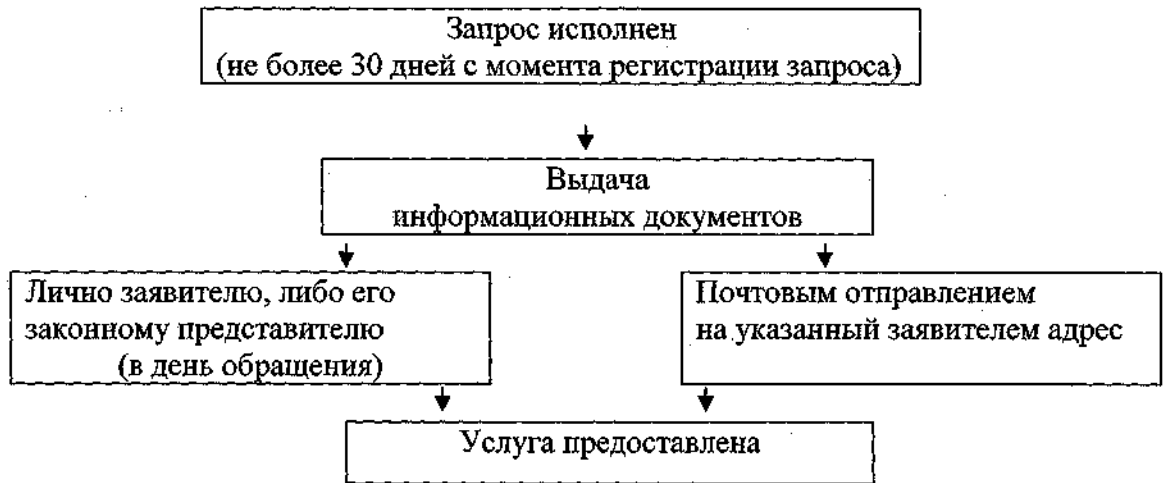 Запрос исполнен
(не более 30 дней с момента регистрации запроса)
Выдача
информационных документов
Лично заявителю, либо его
законному представителю
(в день обращения)
Почтовым отправлением
на указанный заявителем адрес
Услуга предоставлена